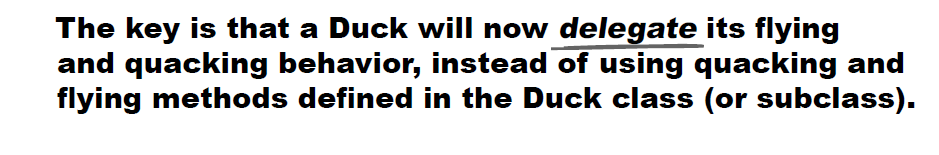 The key is that a Duck will now delegate its flying
and quacking behavior, instead of using quacking and
flying methods defined in the Duck class (or subclass).